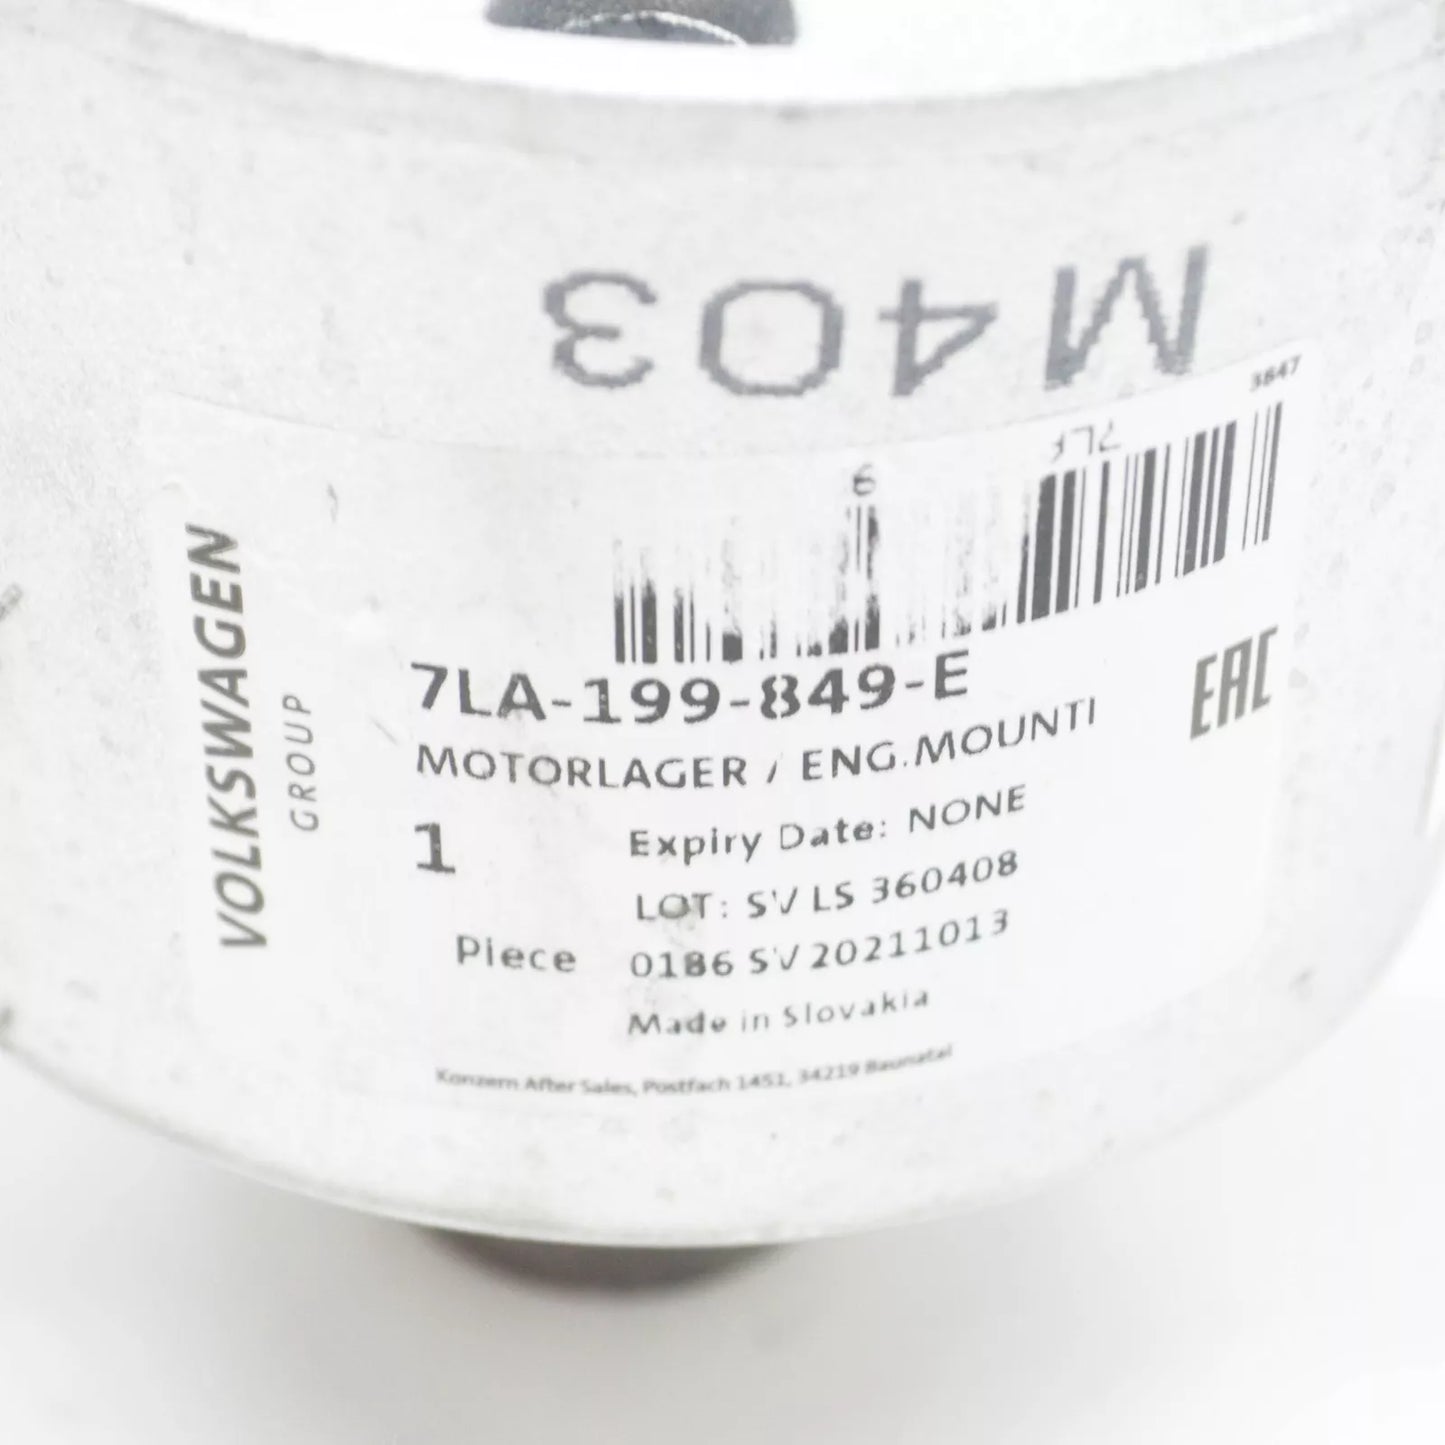 M403
3847
7LA-199-849-E
MOTORLAGER / ENG.MOUNTI
1
Piece
Expiry Date: NONE
LOT: SV LS 360408
0186 SV 20211013
Made in Slovakia
Konzern After Sales, Postfach 1451, 34219 Baunatal
VOLKSWAGEN
GROUP
EAC